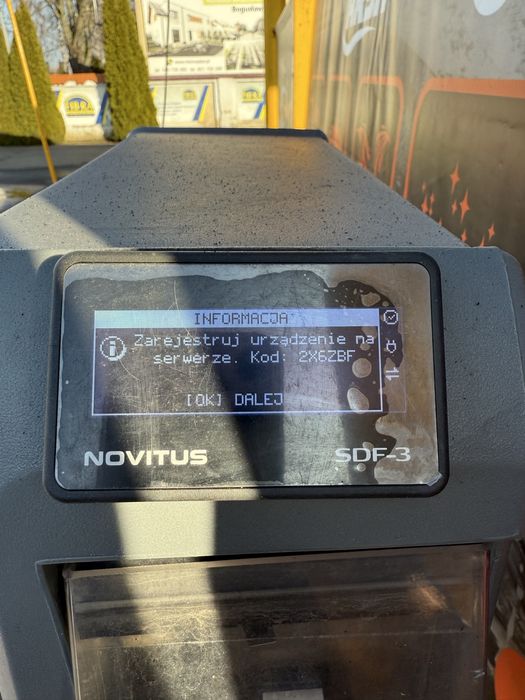 INFORMACJA
Zarejestruj urządzenie na
serwerze. Kod: 2X6ZBF
[OK] DALEJ
NOVITUS
SDF-3